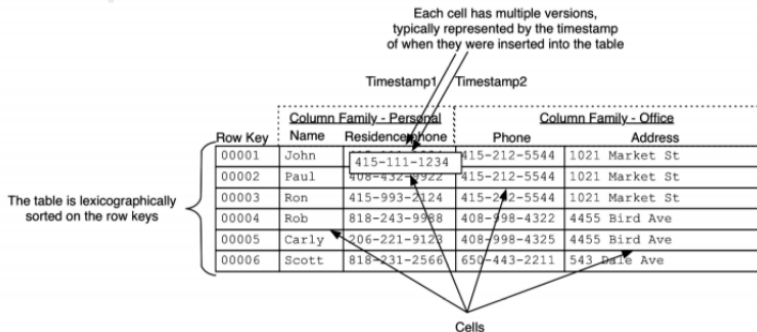 Each cell has multiple versions,
typically represented by the timestamp
of when they were inserted into the table
Timestamp1 Timestamp2
Column Family - Personal Column Family - Office
Row Key Name Residence phone Phone Address
00001 John 415-212-5544 1021 Market St
415-111-1234
00002 Paul 408-432-9922 415-212-5544 1021 Market St
00003 Ron 415-993-2124 415-212-5544 1021 Market St
00004 Rob 818-243-9988 408-998-4322 4455 Bird Ave
00005 Carly 206-221-9123 408-998-4325 4455 Bird Ave
00006 Scott 818-231-2566 650-443-2211 543 Dale Ave
The table is lexicographically
sorted on the row keys
Cells